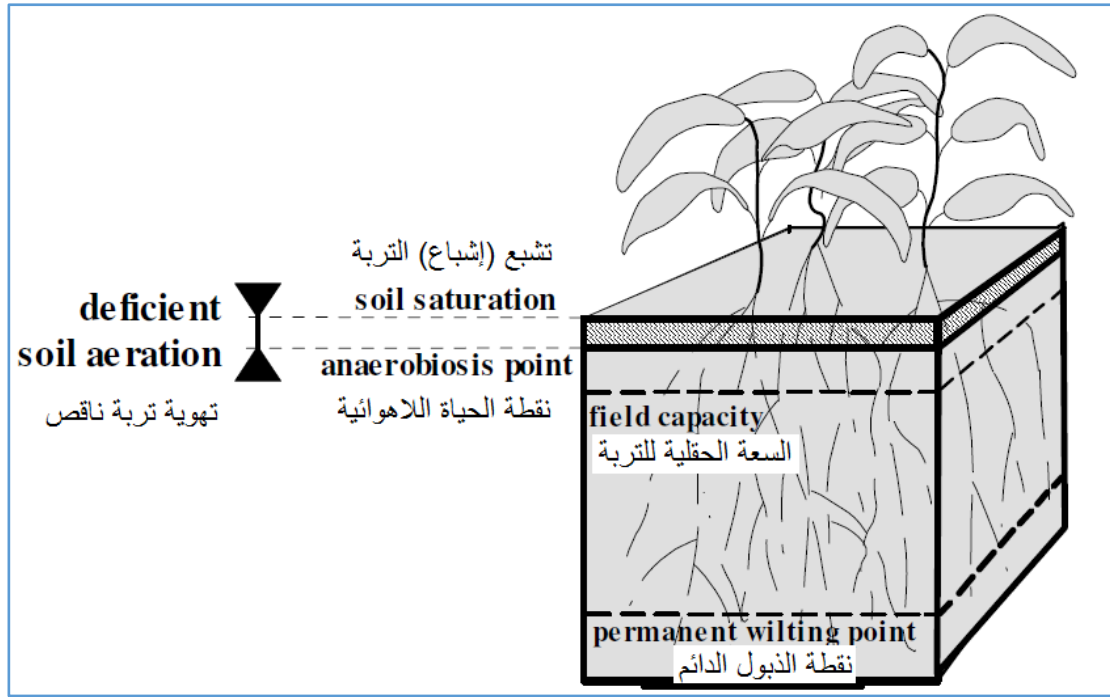 تشبع (إشباع) التربة
soil saturation
deficient
soil aeration
تهوية تربة ناقص
anaerobiosis point
نقطة الحياة اللاهوائية
field capacity
السعة الحقلية للتربة
permanent wilting point
نقطة الذبول الدائم